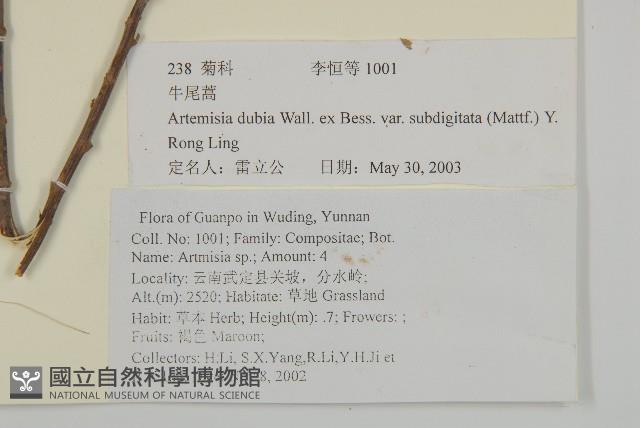 238 菊科 李恒等 1001
牛尾蒿
Artemisia dubia Wall. ex Bess. var. subdigitata (Mattf.) Y.
Rong Ling
定名人：雷立公 日期：May 30, 2003
Flora of Guanpo in Wuding, Yunnan
Coll. No: 1001; Family: Compositae; Bot.
Name: Artmisia sp.; Amount: 4
Locality: 云南武定县关坡，分水岭;
Alt.(m): 2520; Habitate: 草地 Grassland
Habit: 草本 Herb; Height(m): .7; Frowers: ;
Fruits: 褐色 Maroon;
Collectors: H.Li, S.X.Yang,R.Li,Y.H.Ji et
8, 2002
國立自然科學博物館
NATIONAL MUSEUM OF NATURAL SCIENCE